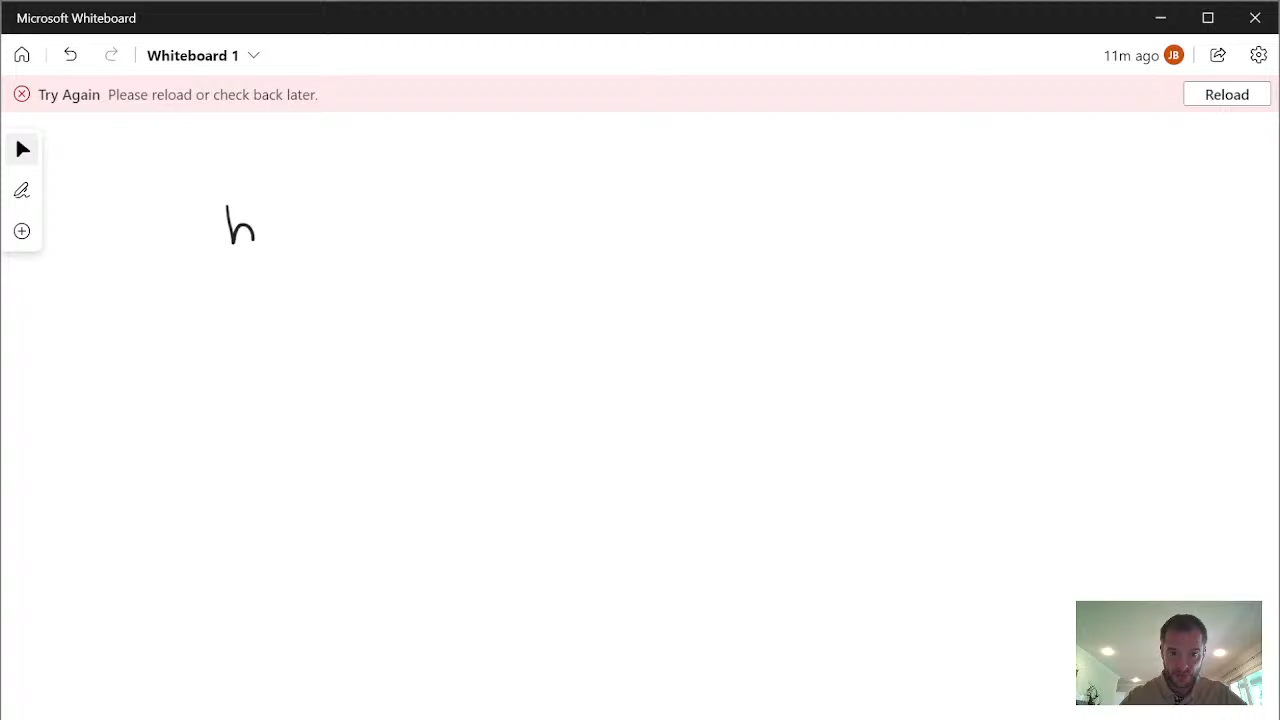 Microsoft Whiteboard
Whiteboard 1
11m ago JB
Try Again Please reload or check back later. Reload
h